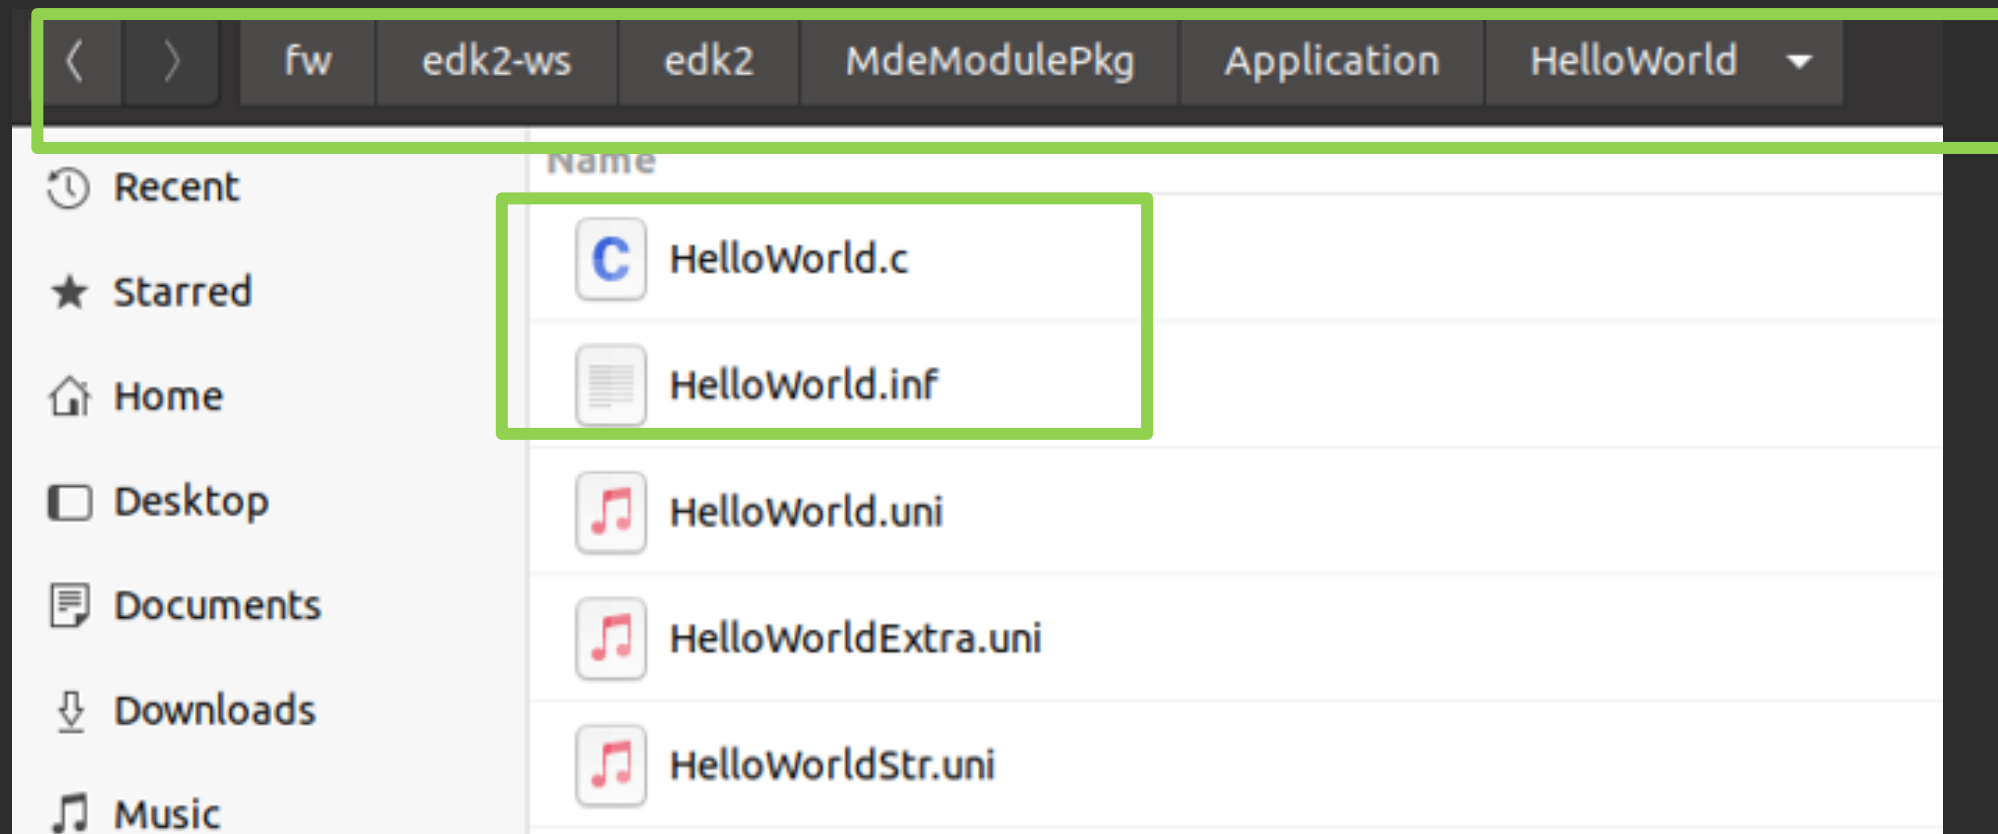 fw edk2-ws edk2 MdeModulePkg Application HelloWorld
Recent
Starred
Home
Desktop
Documents
Downloads
Music
Name
C HelloWorld.c
HelloWorld.inf
HelloWorld.uni
HelloWorldExtra.uni
HelloWorldStr.uni